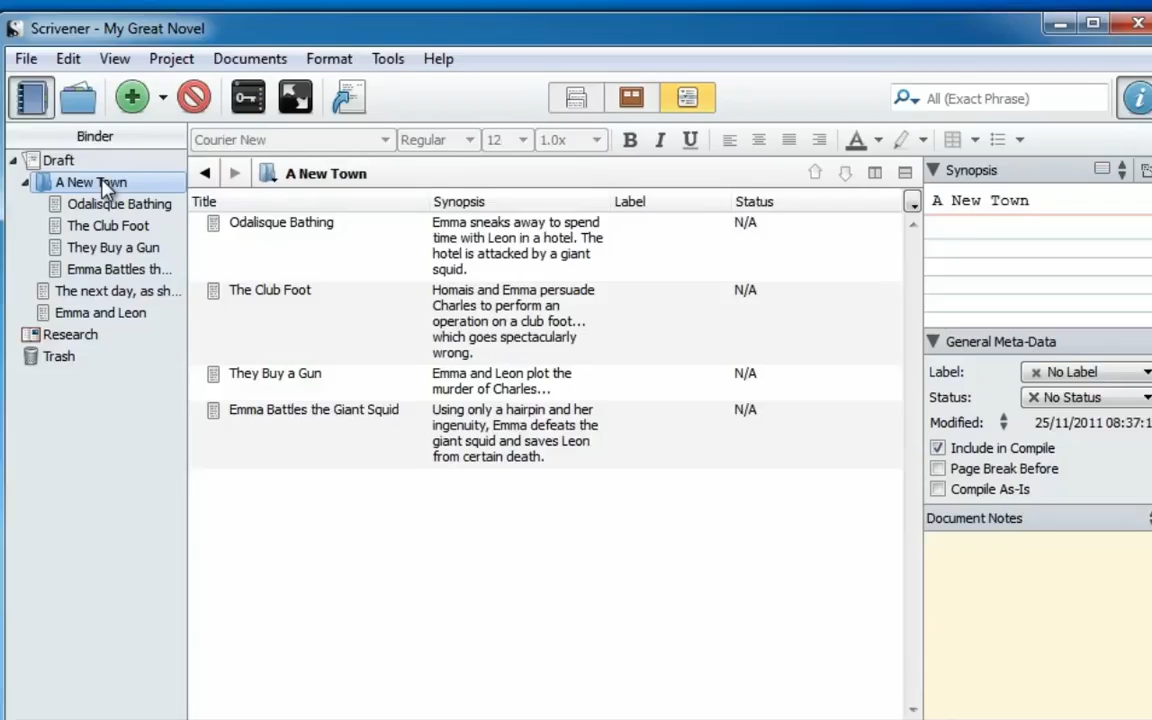 Scrivener - My Great Novel
File Edit View Project Documents Format Tools Help
All (Exact Phrase)
Binder
Courier New Regular 12 1.0x B I U A
Draft
A New Town
Odalisque Bathing
The Club Foot
They Buy a Gun
Emma Battles th...
The next day, as sh...
Emma and Leon
Research
Trash
A New Town
Title Synopsis Label Status
Odalisque Bathing
Emma sneaks away to spend
time with Leon in a hotel. The
hotel is attacked by a giant
squid.
N/A
The Club Foot
Homais and Emma persuade
Charles to perform an
operation on a club foot...
which goes spectacularly
wrong.
N/A
They Buy a Gun
Emma and Leon plot the
murder of Charles...
N/A
Emma Battles the Giant Squid
Using only a hairpin and her
ingenuity, Emma defeats the
giant squid and saves Leon
from certain death.
N/A
Synopsis
A New Town
General Meta-Data
Label: No Label
Status: No Status
Modified: 25/11/2011 08:37:1
Include in Compile
Page Break Before
Compile As-Is
Document Notes